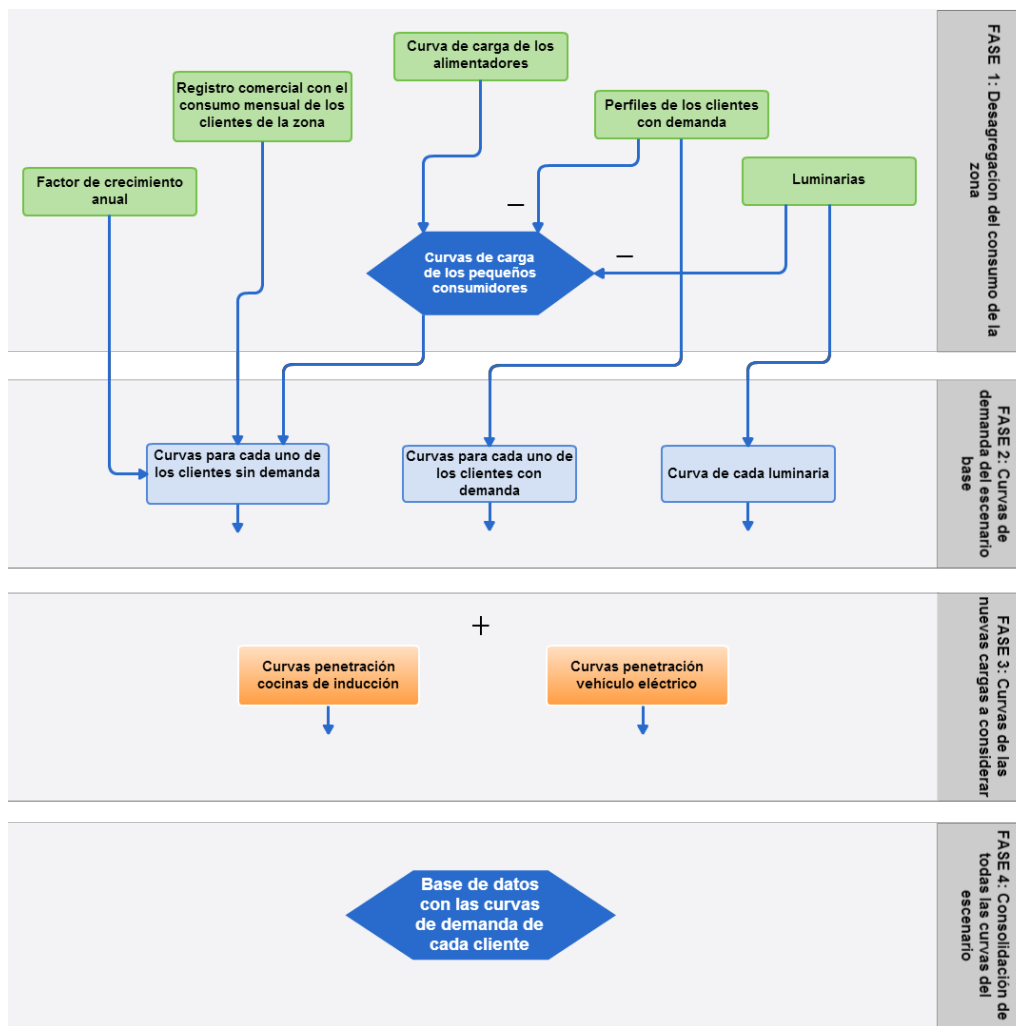 Curva de carga de los
alimentadores
Registro comercial con el
consumo mensual de los
clientes de la zona
Perfiles de los clientes
con demanda
Factor de crecimiento
anual
Luminarias
−
−
Curvas de carga
de los pequeños
consumidores
FASE 1: Desagregacion del consumo de la
zona
Curvas para cada uno de
los clientes sin demanda
Curvas para cada uno de
los clientes con
demanda
Curva de cada luminaria
FASE 2: Curvas de
demanda del escenario
base
+
Curvas penetración
cocinas de inducción
Curvas penetración
vehículo eléctrico
FASE 3: Curvas de las
nuevas cargas a considerar
Base de datos
con las curvas
de demanda de
cada cliente
FASE 4: Consolidación de
todas las curvas del
escenario